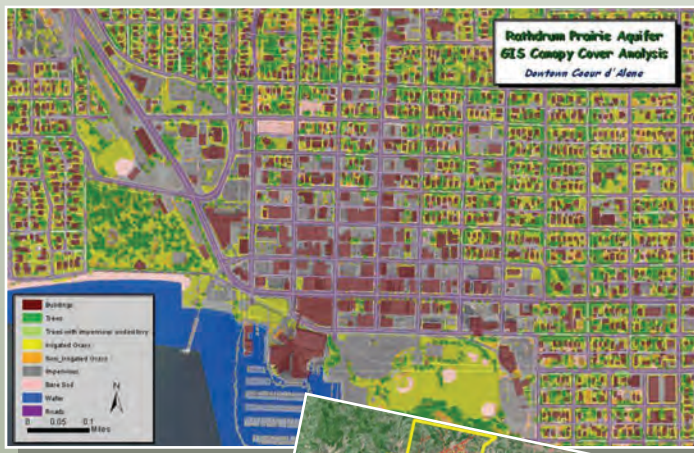 Rathdrum Prairie Aquifer
GIS Canopy Cover Analysis
Downtown Coeur d'Alene
Buildings
Trees
Trees with impervious understory
Irrigated Grass
Non_Irrigated Grass
Impervious
Bare Soil
Water
Roads
N
0 0.05 0.1
Miles